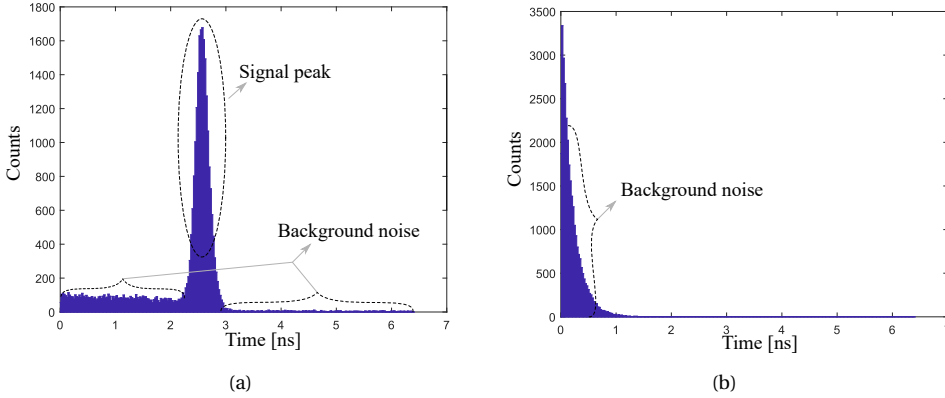 1800
1600
1400
1200
1000
800
600
400
200
0
Counts
Signal peak
Background noise
0 1 2 3 4 5 6 7
Time [ns]
(a)
3500
3000
2500
2000
1500
1000
500
0
Counts
Background noise
0 1 2 3 4 5 6 7
Time [ns]
(b)